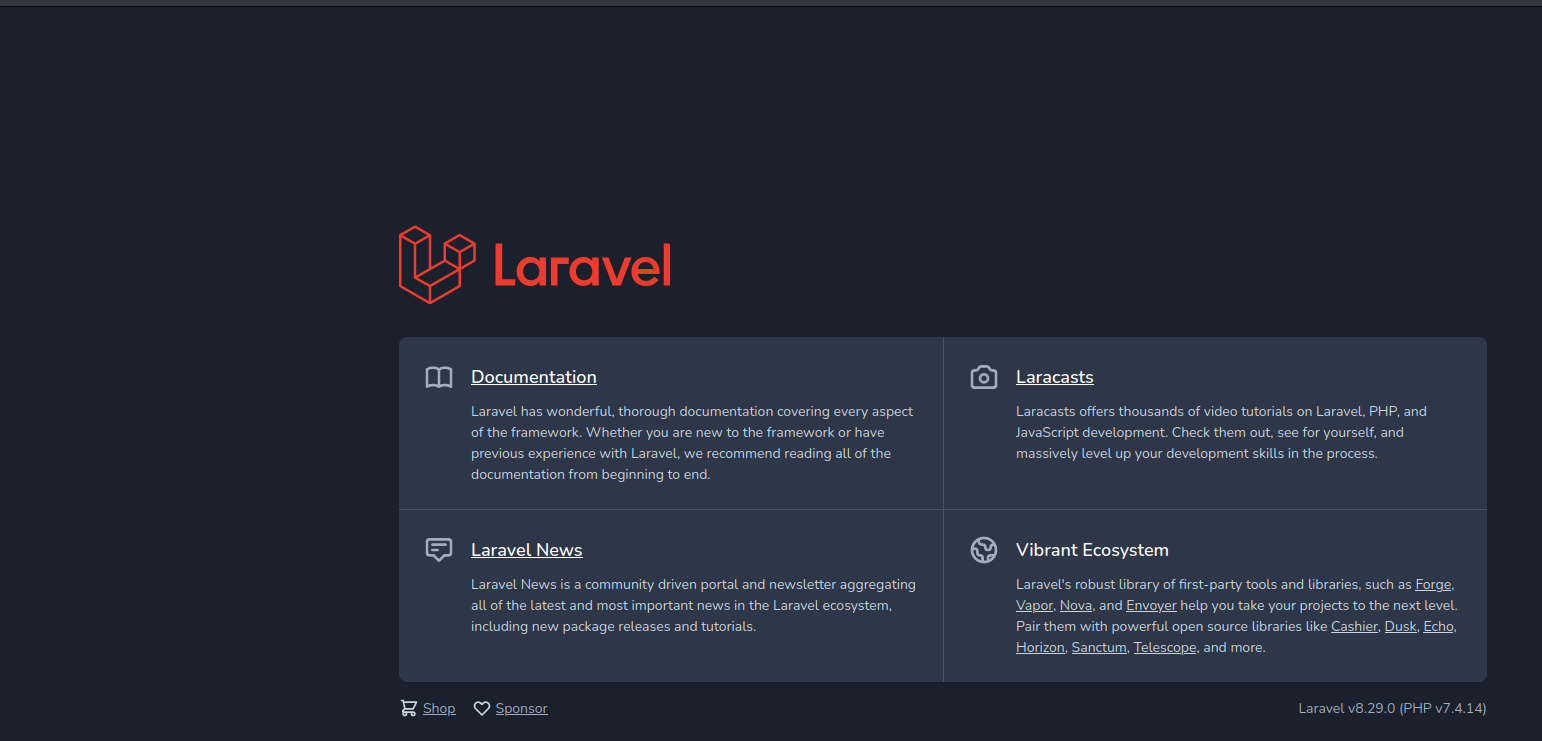 Laravel
Documentation
Laravel has wonderful, thorough documentation covering every aspect
of the framework. Whether you are new to the framework or have
previous experience with Laravel, we recommend reading all of the
documentation from beginning to end.
Laracasts
Laracasts offers thousands of video tutorials on Laravel, PHP, and
JavaScript development. Check them out, see for yourself, and
massively level up your development skills in the process.
Laravel News
Laravel News is a community driven portal and newsletter aggregating
all of the latest and most important news in the Laravel ecosystem,
including new package releases and tutorials.
Vibrant Ecosystem
Laravel's robust library of first-party tools and libraries, such as Forge,
Vapor, Nova, and Envoyer help you take your projects to the next level.
Pair them with powerful open source libraries like Cashier, Dusk, Echo,
Horizon, Sanctum, Telescope, and more.
Shop
Sponsor
Laravel v8.29.0 (PHP v7.4.14)